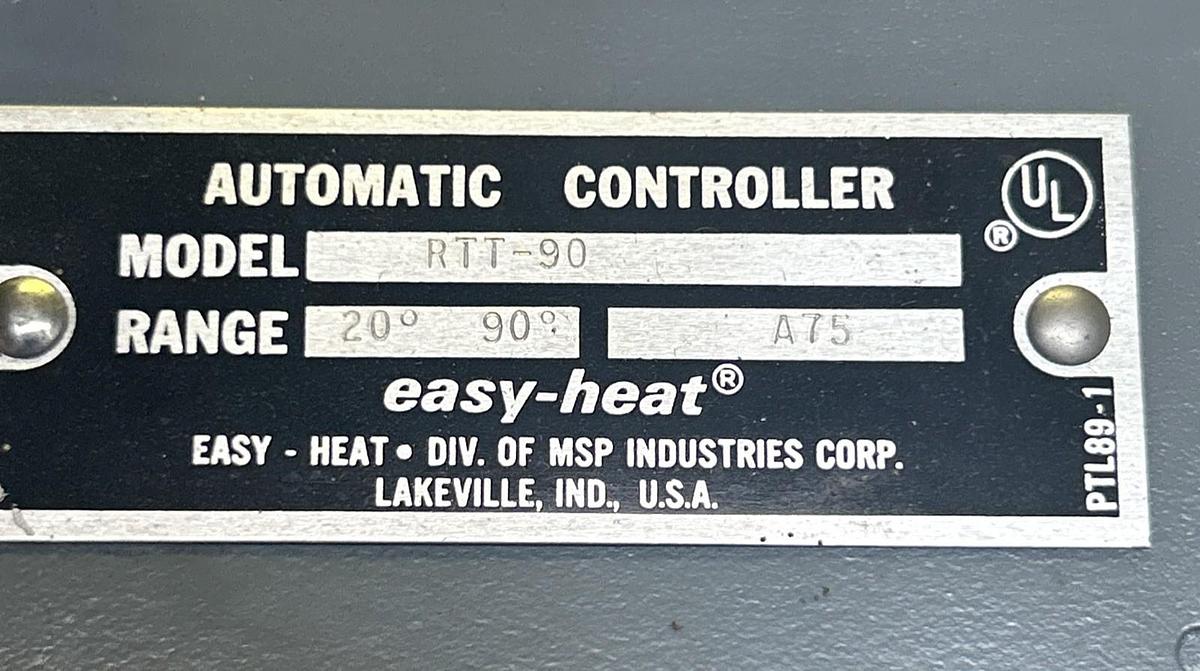 AUTOMATIC CONTROLLER
UL
®
MODEL RTT-90
RANGE 20° 90° A75
easy-heat®
EASY - HEAT • DIV. OF MSP INDUSTRIES CORP.
LAKEVILLE, IND., U.S.A.
PTL89-1